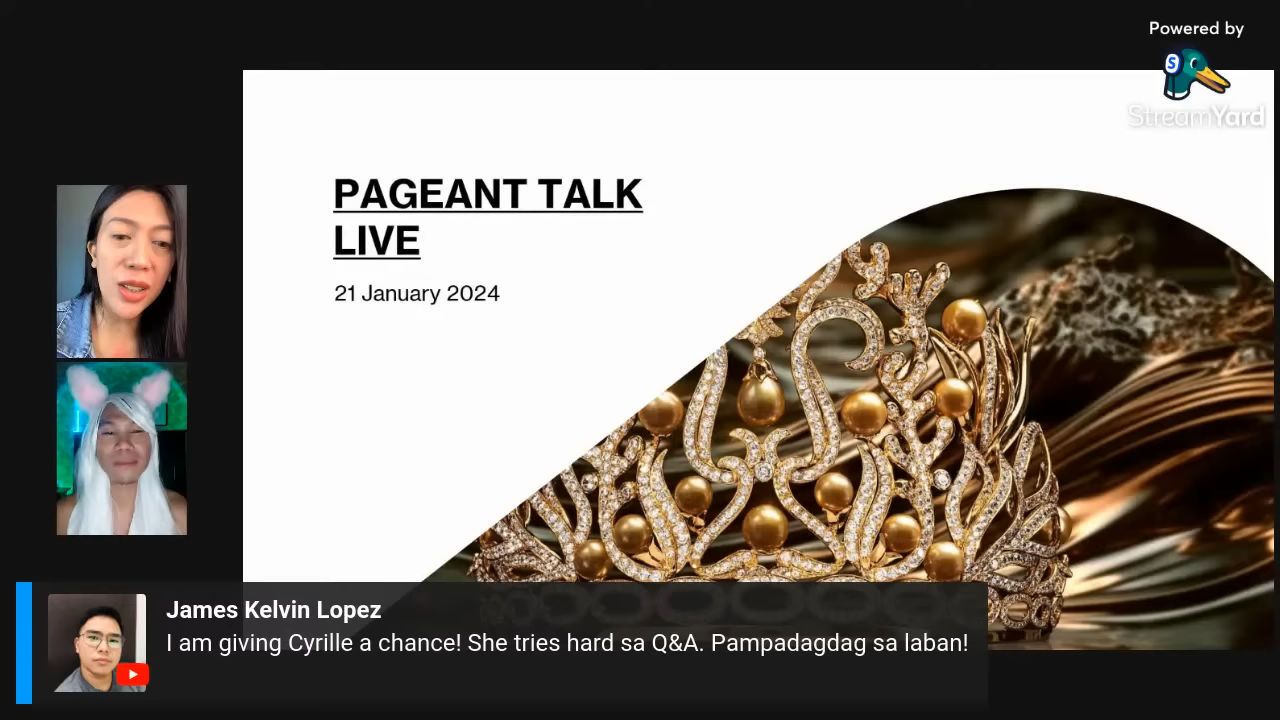 Powered by
StreamYard
PAGEANT TALK
LIVE
21 January 2024
James Kelvin Lopez
I am giving Cyrille a chance! She tries hard sa Q&A. Pampadagdag sa laban!